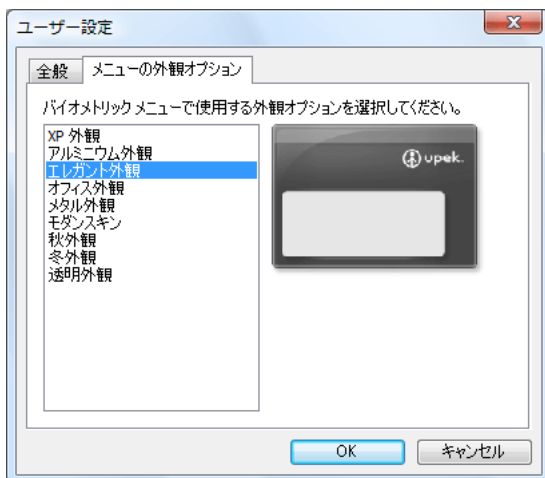 ユーザー設定
全般
メニューの外観オプション
バイオメトリック メニューで使用する外観オプションを選択してください。
XP 外観
アルミニウム外観
エレガント外観
オフィス外観
メタル外観
モダンスキン
秋外観
冬外観
透明外観
upek.
OK
キャンセル